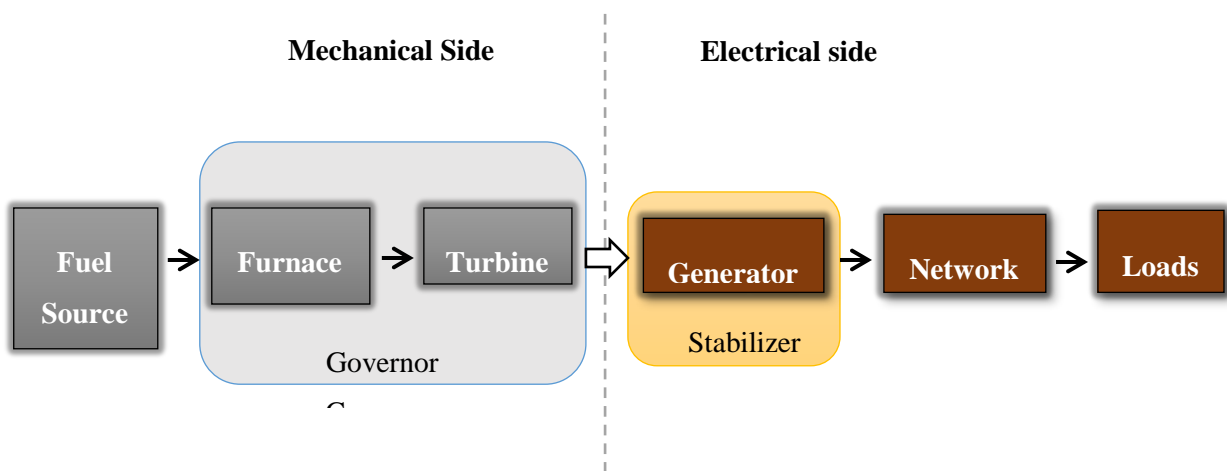 Mechanical Side
Electrical side
Fuel
Source
Furnace
Turbine
Governor
Generator
Stabilizer
Network
Loads